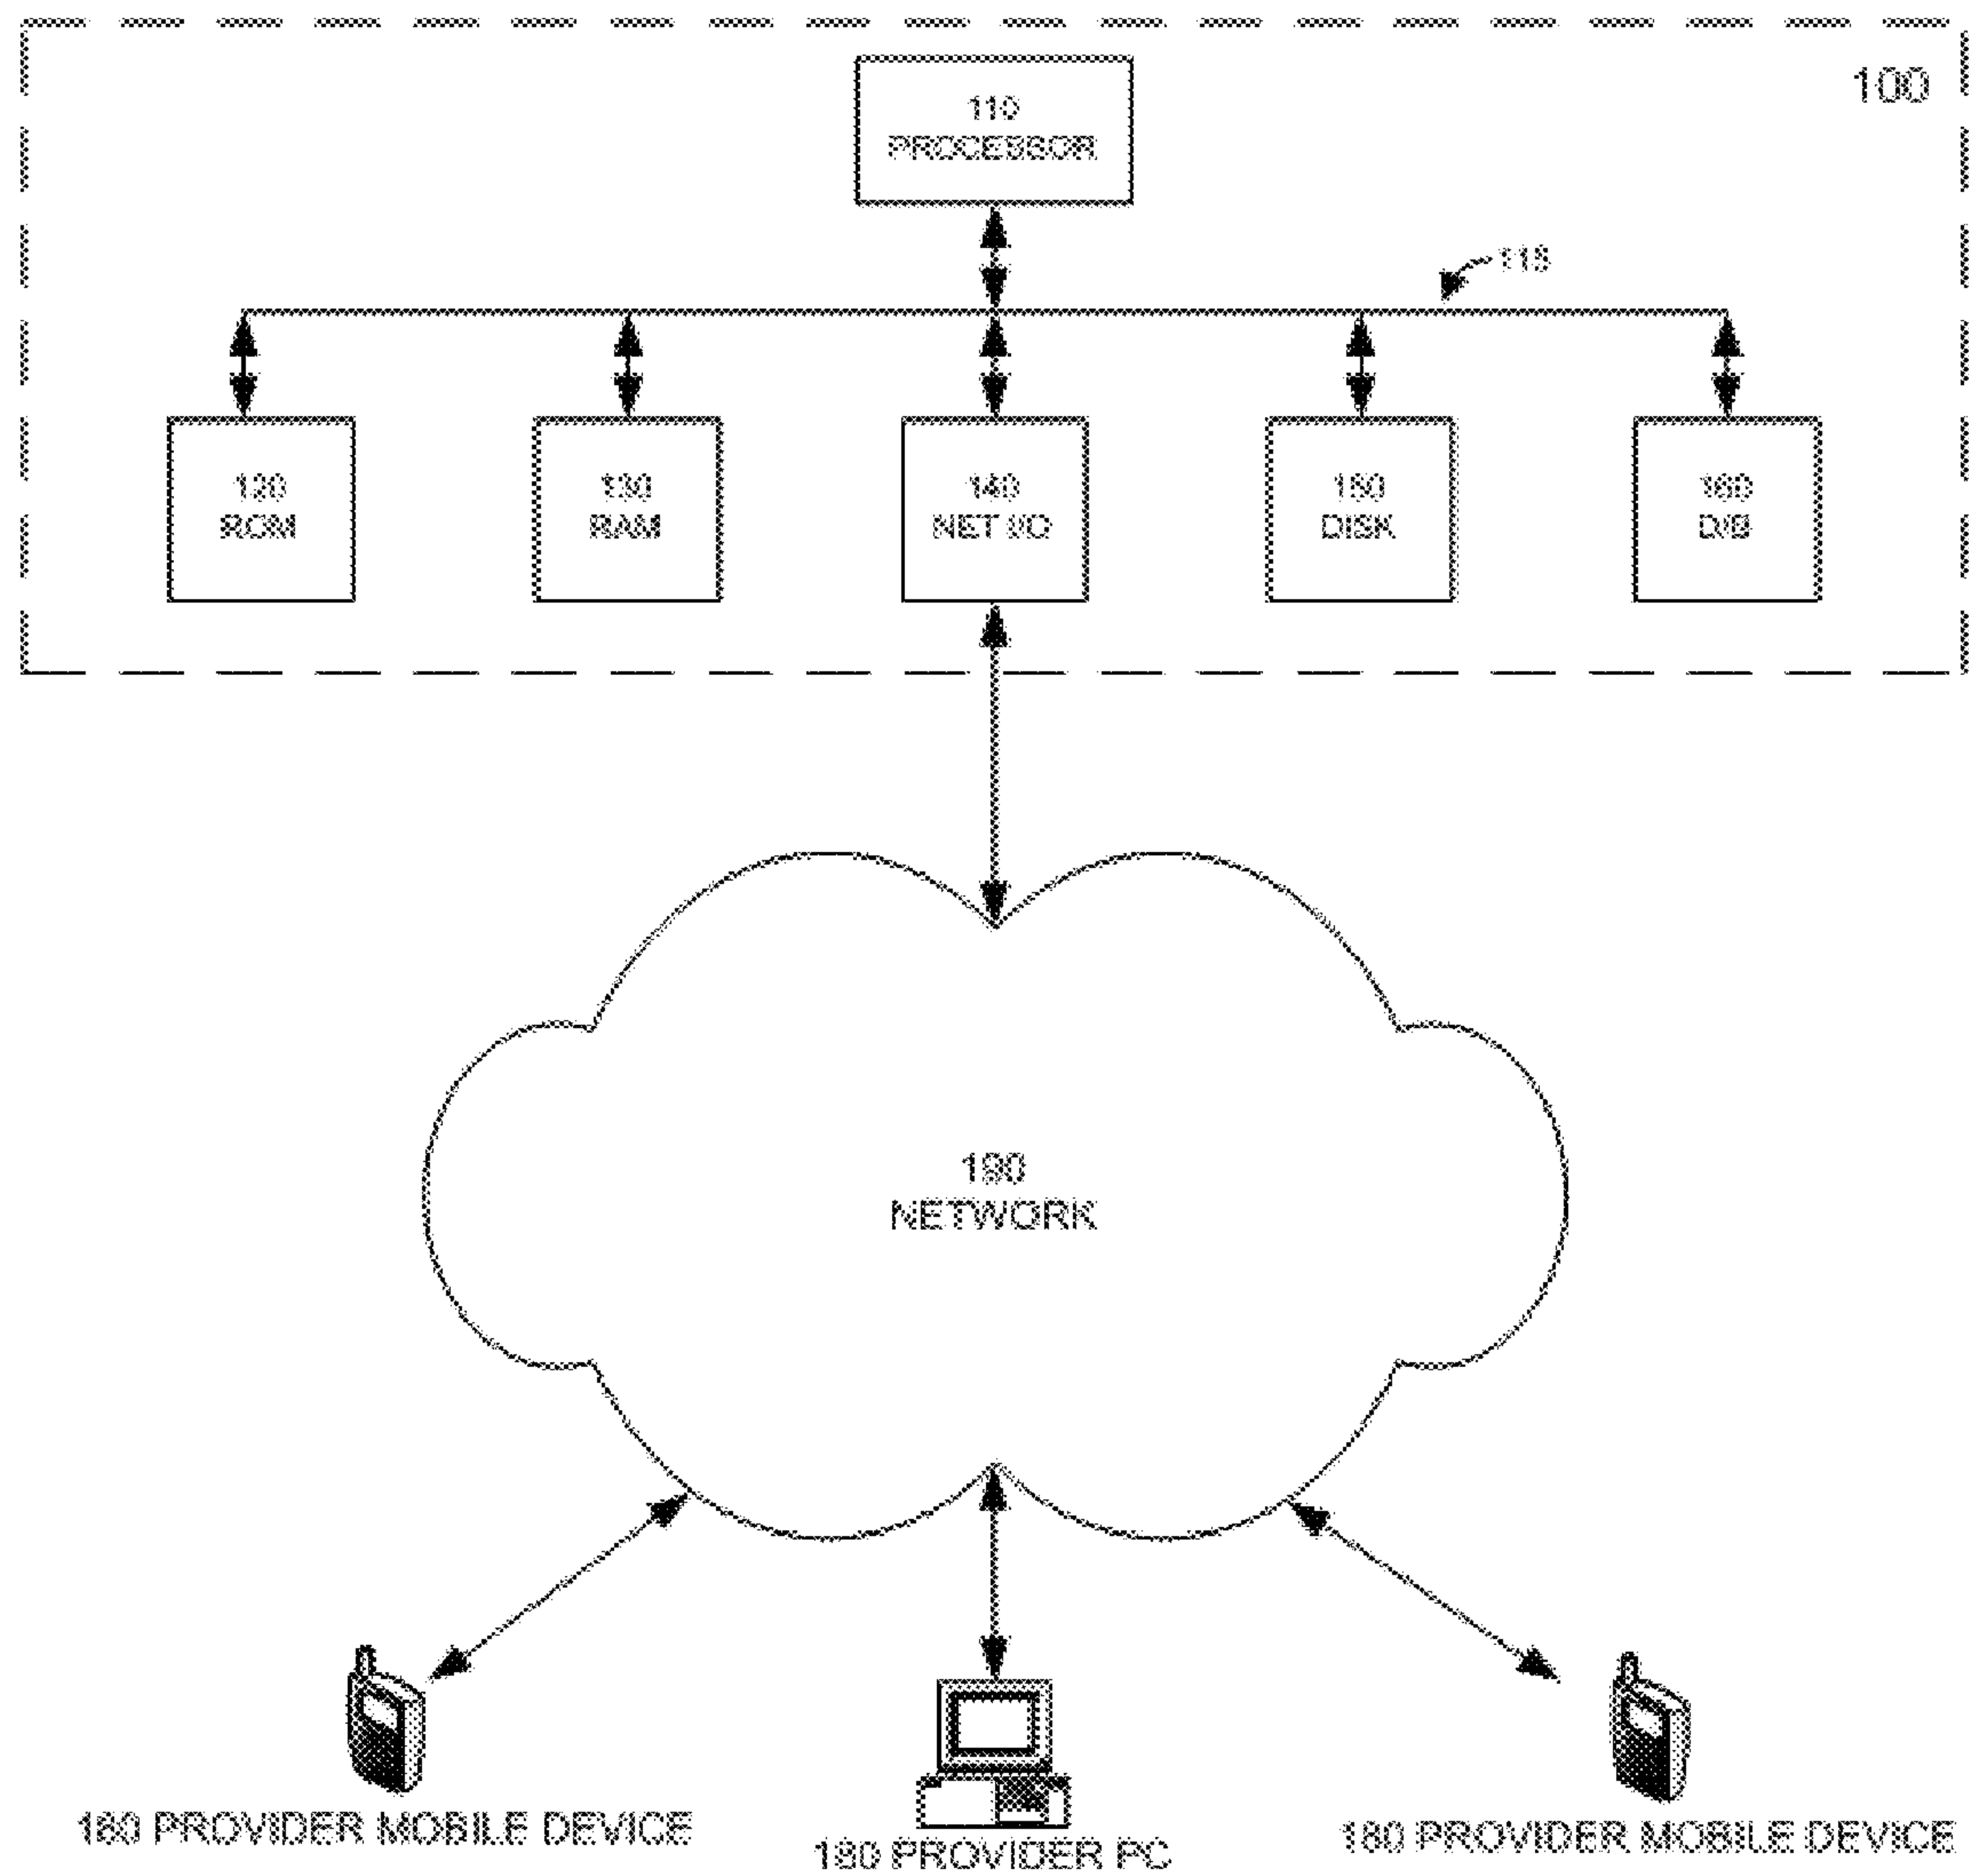 100
110
PROCESSOR
115
120
ROM
130
RAM
140
NET I/O
150
DISK
160
D/B
190
NETWORK
180 PROVIDER MOBILE DEVICE
180 PROVIDER PC
180 PROVIDER MOBILE DEVICE